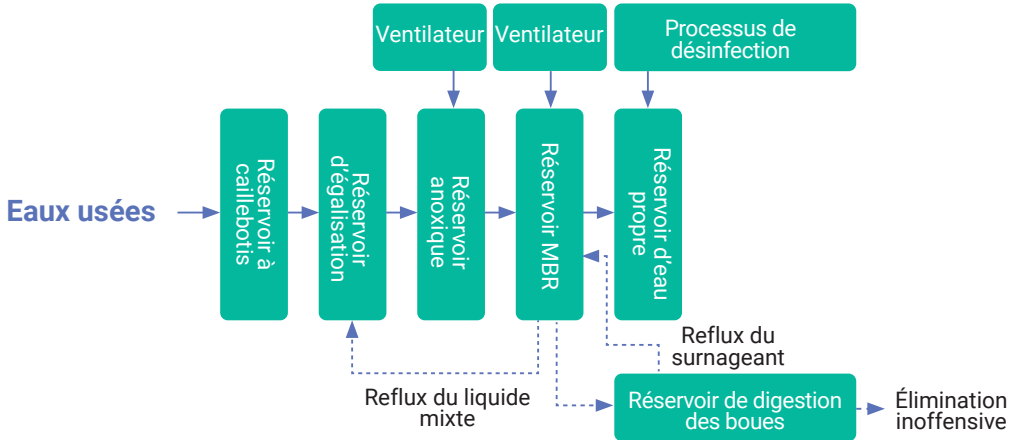 Ventilateur
Ventilateur
Processus de
désinfection
Eaux usées
Réservoir à
caillebotis
Réservoir
d'égalisation
Réservoir
anoxique
Réservoir MBR
Réservoir d'eau
propre
Reflux du
surnageant
Reflux du liquide
mixte
Réservoir de digestion
des boues
Élimination
inoffensive